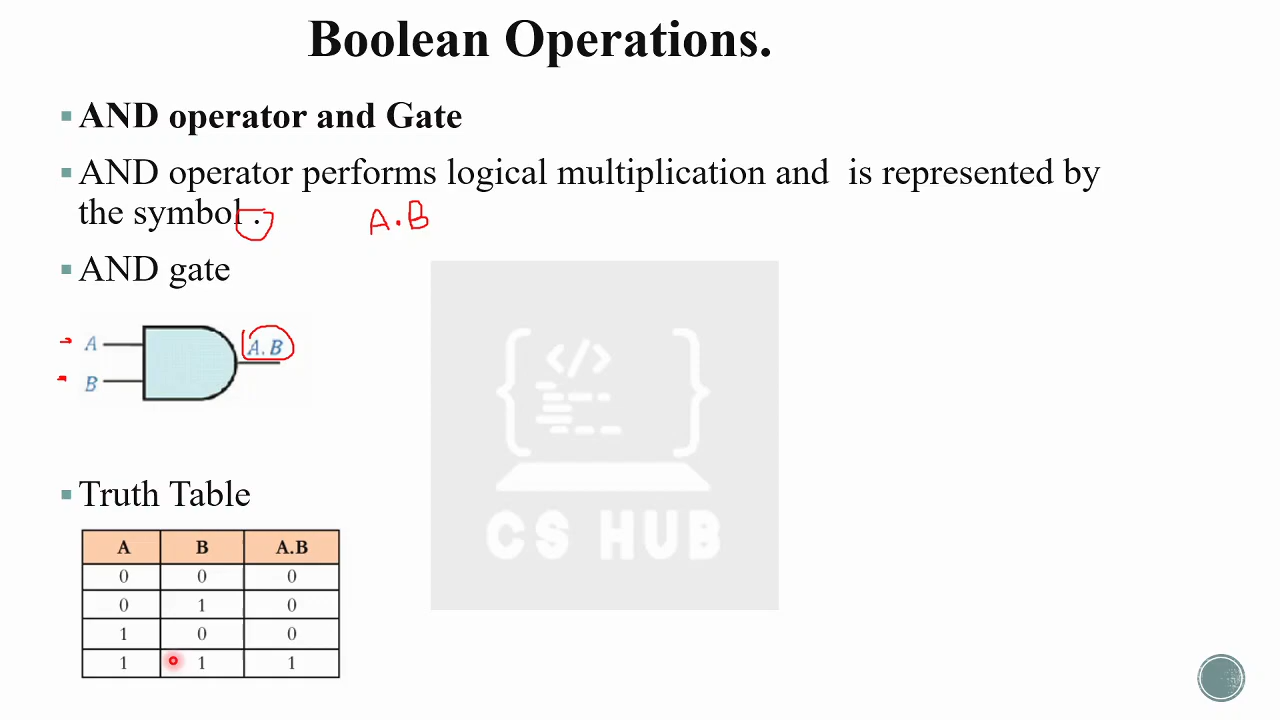 Boolean Operations.
AND operator and Gate
AND operator performs logical multiplication and is represented by
the symbol .
A.B
AND gate
A
A.B
B
</>
CS HUB
Truth Table
A B A.B
0 0 0
0 1 0
1 0 0
1 1 1